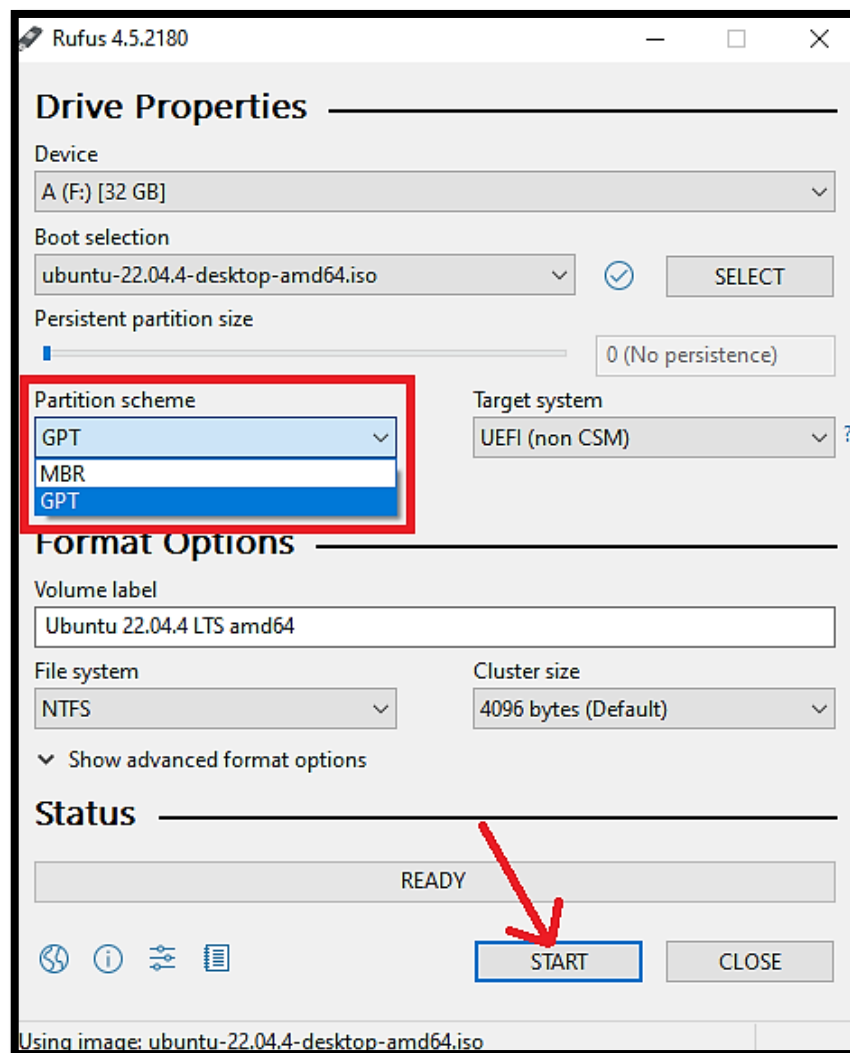 Rufus 4.5.2180
Drive Properties
Device
A (F:) [32 GB]
Boot selection
ubuntu-22.04.4-desktop-amd64.iso
SELECT
Persistent partition size
0 (No persistence)
Partition scheme
Target system
GPT
UEFI (non CSM)
?
MBR
GPT
Format Options
Volume label
Ubuntu 22.04.4 LTS amd64
File system
Cluster size
NTFS
4096 bytes (Default)
Show advanced format options
Status
READY
START
CLOSE
Using image: ubuntu-22.04.4-desktop-amd64.iso